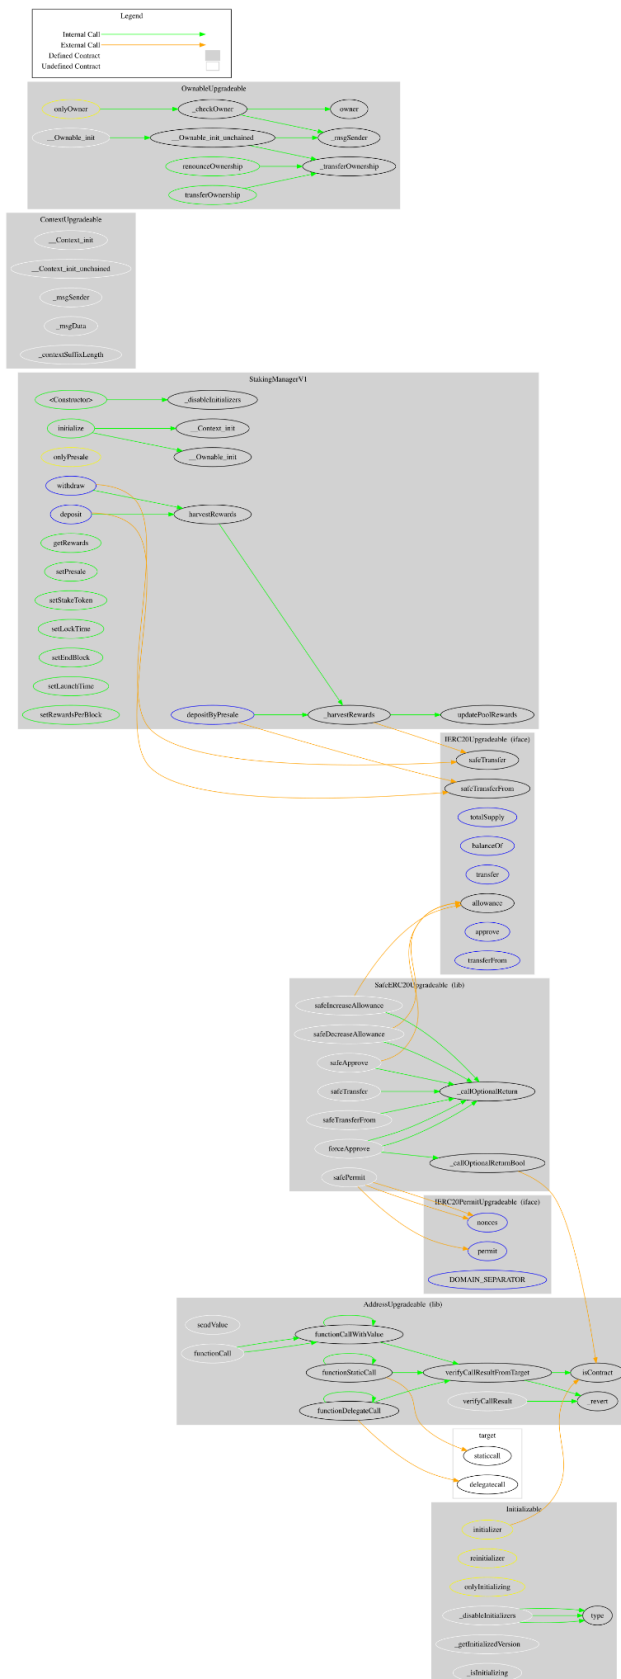 Legend
Internal Call
External Call
Defined Contract
Undefined Contract
OwnableUpgradeable
onlyOwner
_checkOwner
owner
__Ownable_init
__Ownable_init_unchained
_msgSender
renounceOwnership
_transferOwnership
transferOwnership
ContextUpgradeable
__Context_init
__Context_init_unchained
_msgSender
_msgData
_contextSuffixLength
StakingManagerV1
<Constructor>
_disableInitializers
initialize
__Context_init
onlyPresale
__Ownable_init
withdraw
deposit
harvestRewards
getRewards
setPresale
setStakeToken
setLockTime
setEndBlock
setLaunchTime
setRewardsPerBlock
depositByPresale
_harvestRewards
updatePoolRewards
IERC20Upgradeable (iface)
safeTransfer
safeTransferFrom
totalSupply
balanceOf
transfer
allowance
approve
transferFrom
SafeERC20Upgradeable (lib)
safeIncreaseAllowance
safeDecreaseAllowance
safeApprove
safeTransfer
_callOptionalReturn
safeTransferFrom
forceApprove
_callOptionalReturnBool
safePermit
IERC20PermitUpgradeable (iface)
nonces
permit
DOMAIN_SEPARATOR
AddressUpgradeable (lib)
sendValue
functionCallWithValue
functionCall
functionStaticCall
verifyCallResultFromTarget
isContract
functionDelegateCall
verifyCallResult
_revert
target
staticcall
delegatecall
Initializable
initializer
reinitializer
onlyInitializing
_disableInitializers
type
_getInitializedVersion
_isInitializing